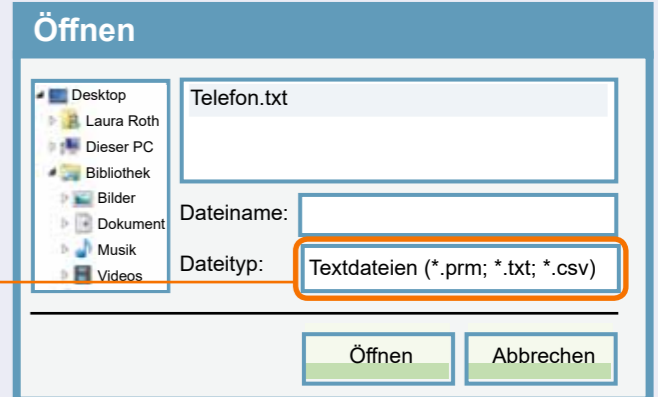 Öffnen
Desktop
Laura Roth
Dieser PC
Bibliothek
Bilder
Dokument
Musik
Videos
Telefon.txt
Dateiname:
Dateityp:
Textdateien (*.prm; *.txt; *.csv)
Öffnen
Abbrechen